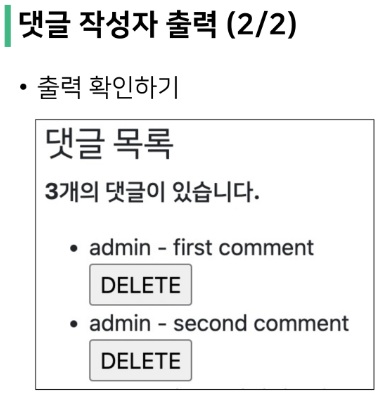 댓글 작성자 출력 (2/2)
• 출력 확인하기
댓글 목록
3개의 댓글이 있습니다.
• admin - first comment
DELETE
• admin - second comment
DELETE